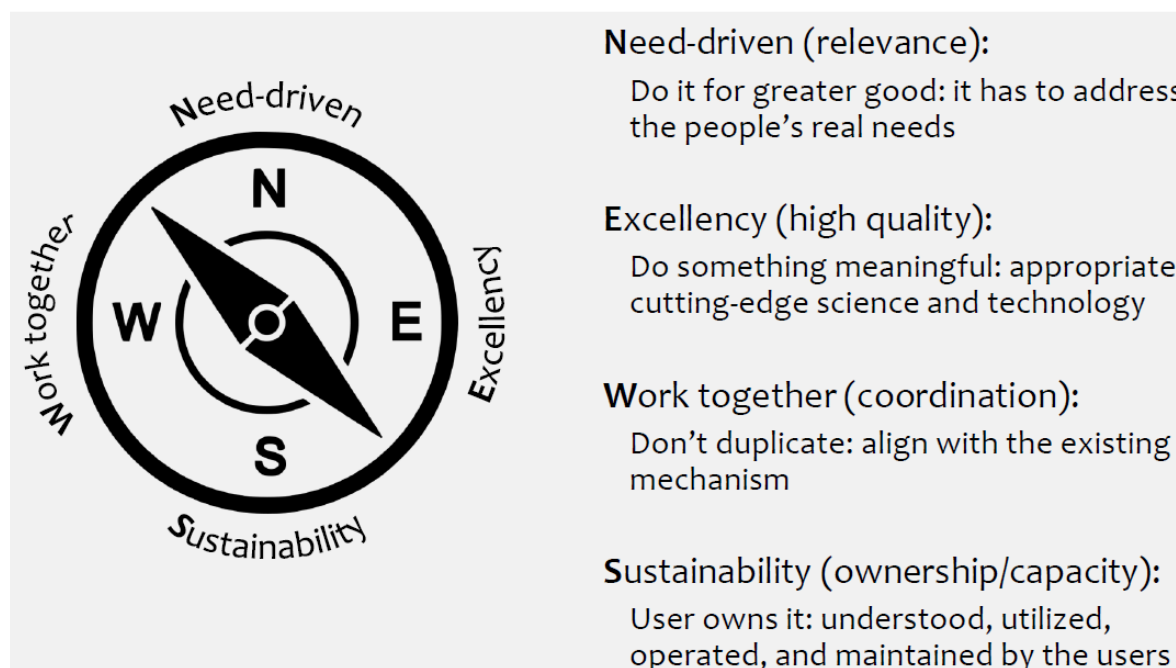 Need-driven
N
W
E
S
Work together
Excellency
Sustainability
Need-driven (relevance):
Do it for greater good: it has to address
the people's real needs
Excellency (high quality):
Do something meaningful: appropriate
cutting-edge science and technology
Work together (coordination):
Don't duplicate: align with the existing
mechanism
Sustainability (ownership/capacity):
User owns it: understood, utilized,
operated, and maintained by the users